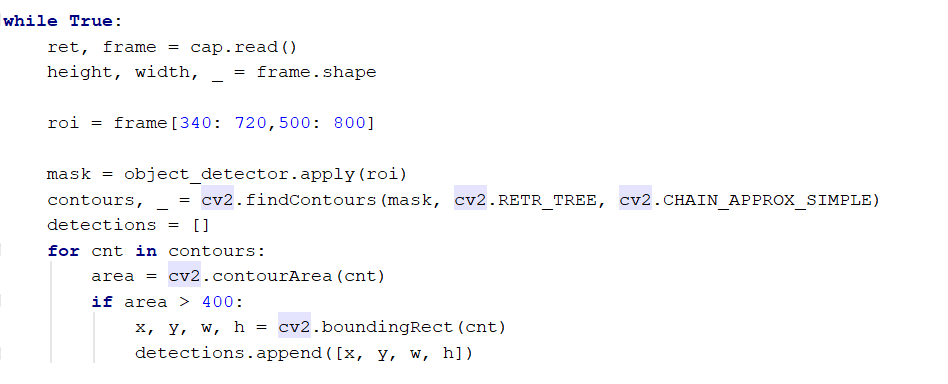 while True:
    ret, frame = cap.read()
    height, width, _ = frame.shape
    roi = frame[340: 720,500: 800]
    mask = object_detector.apply(roi)
    contours, _ = cv2.findContours(mask, cv2.RETR_TREE, cv2.CHAIN_APPROX_SIMPLE)
    detections = []
    for cnt in contours:
        area = cv2.contourArea(cnt)
        if area > 400:
            x, y, w, h = cv2.boundingRect(cnt)
            detections.append([x, y, w, h])